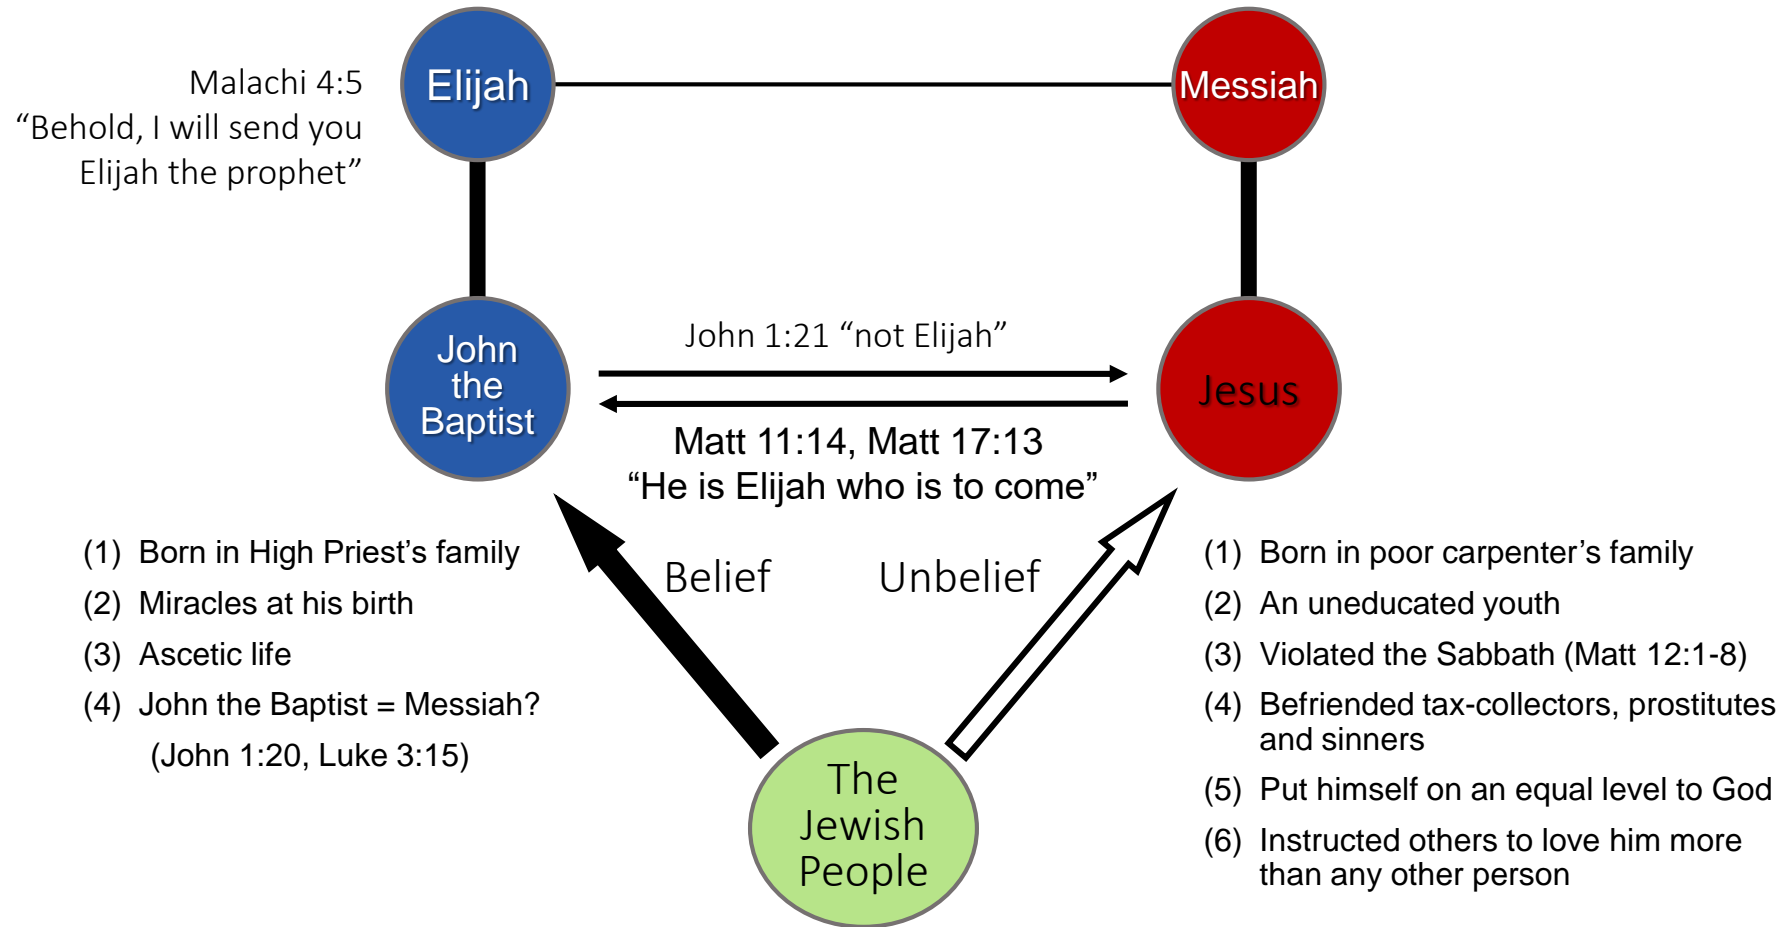 Malachi 4:5
“Behold, I will send you
Elijah the prophet”
Elijah
Messiah
John
the
Baptist
John 1:21 “not Elijah”
Jesus
Matt 11:14, Matt 17:13
“He is Elijah who is to come”
Belief
Unbelief
(1) Born in High Priest’s family
(2) Miracles at his birth
(3) Ascetic life
(4) John the Baptist = Messiah?
(John 1:20, Luke 3:15)
(1) Born in poor carpenter’s family
(2) An uneducated youth
(3) Violated the Sabbath (Matt 12:1-8)
(4) Befriended tax-collectors, prostitutes
and sinners
(5) Put himself on an equal level to God
(6) Instructed others to love him more
than any other person
The
Jewish
People